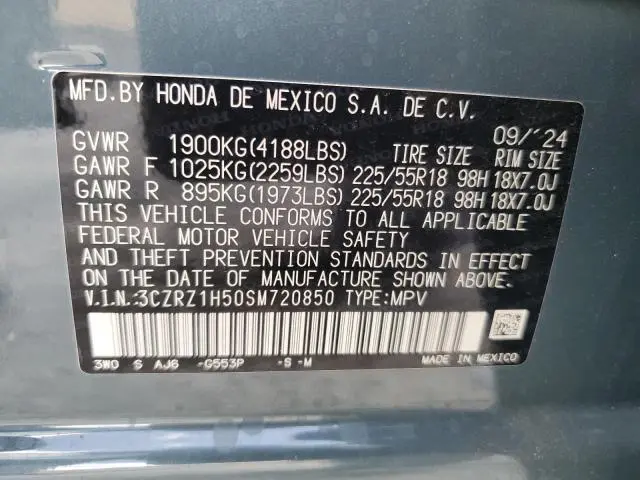 MFD.BY HONDA DE MEXICO S.A. DE C.V.
09/'24
GVWR 1900KG(4188LBS) TIRE SIZE RIM SIZE
GAWR F 1025KG(2259LBS) 225/55R18 98H 18X7.0J
GAWR R 895KG(1973LBS) 225/55R18 98H 18X7.0J
THIS VEHICLE CONFORMS TO ALL APPLICABLE
FEDERAL MOTOR VEHICLE SAFETY
AND THEFT PREVENTION STANDARDS IN EFFECT
ON THE DATE OF MANUFACTURE SHOWN ABOVE.
V.I.N.:3CZRZ1H50SM720850 TYPE:MPV
3W0 S AJ6 -G553P -S -M
MADE IN MEXICO